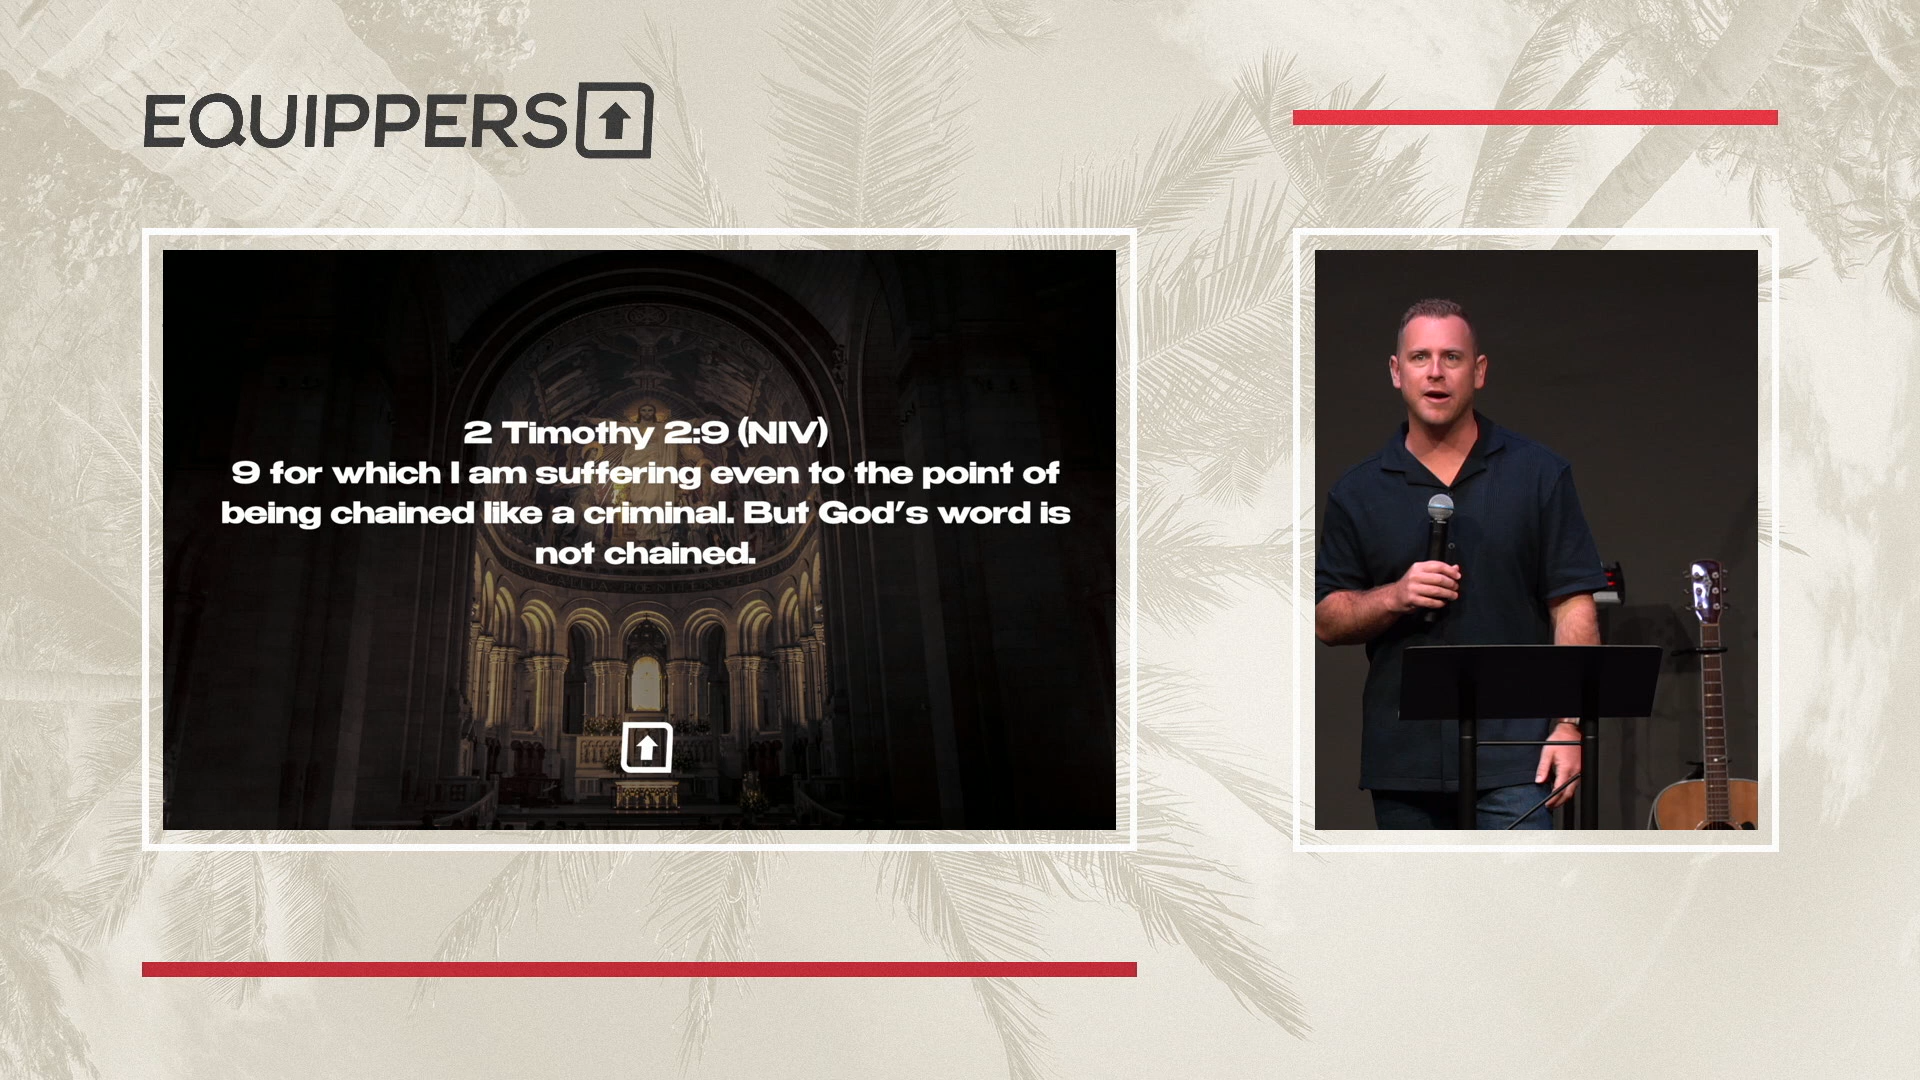 EQUIPPERS
2 Timothy 2:9 (NIV)
9 for which I am suffering even to the point of
being chained like a criminal. But God's word is
not chained.